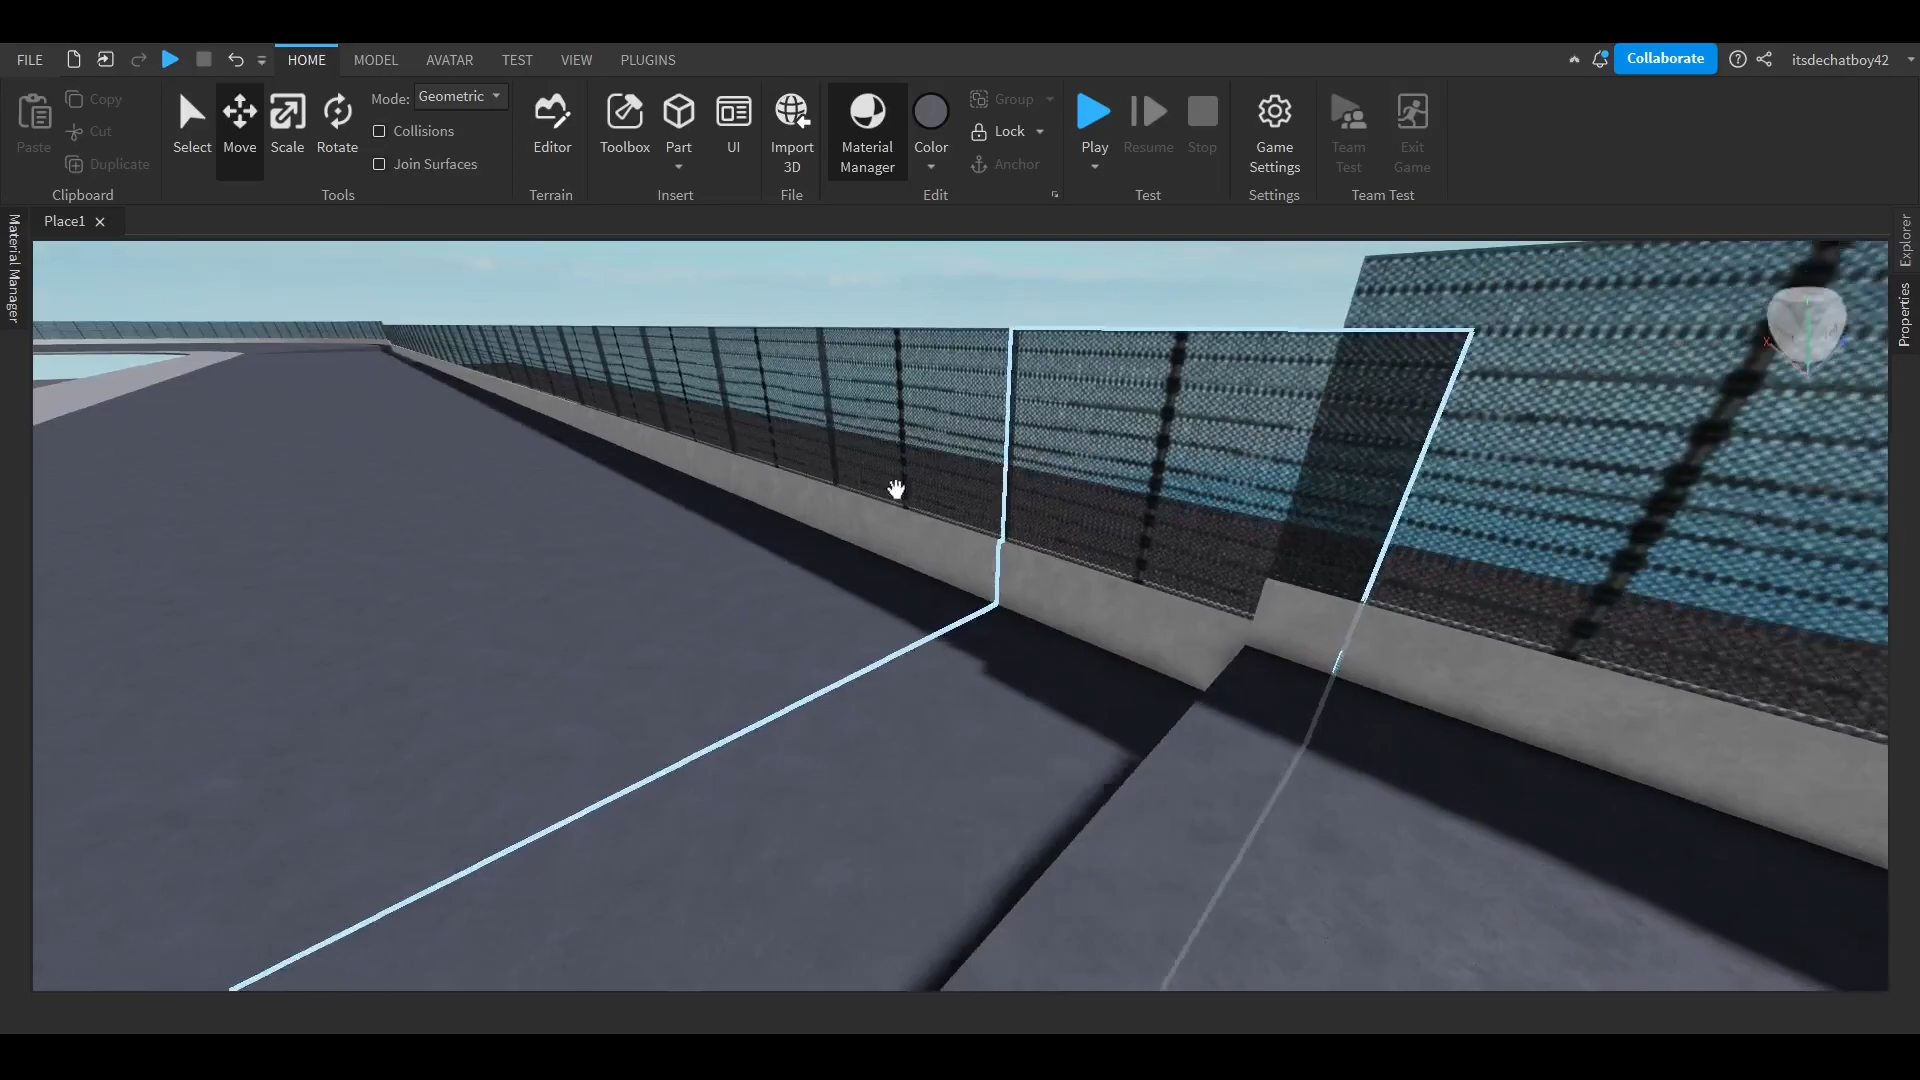 FILE HOME MODEL AVATAR TEST VIEW PLUGINS Collaborate itsdechatboy42
Paste Copy Cut Duplicate
Clipboard
Select Move Scale Rotate Mode: Geometric
Collisions
Join Surfaces
Tools
Editor
Terrain
Toolbox Part UI
Insert
Import
3D
File
Material
Manager
Color
Group
Lock
Anchor
Edit
Play Resume Stop
Test
Game
Settings
Settings
Team
Test
Exit
Game
Team Test
Place1
Material Manager
Explorer
Properties
X